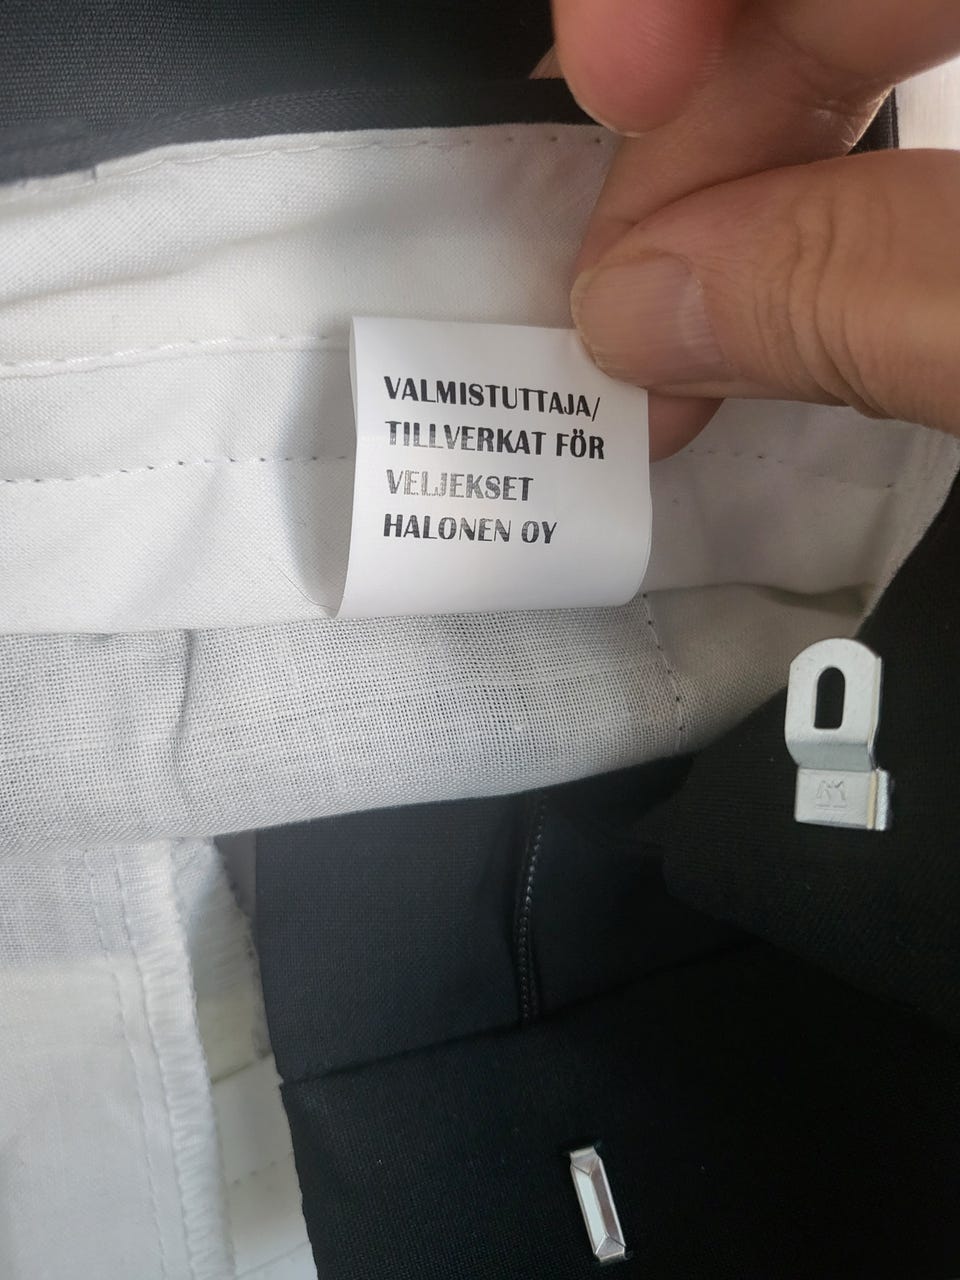 VALMISTUTTAJA/
TILLVERKAT FÖR
VELJEKSET
HALONEN OY